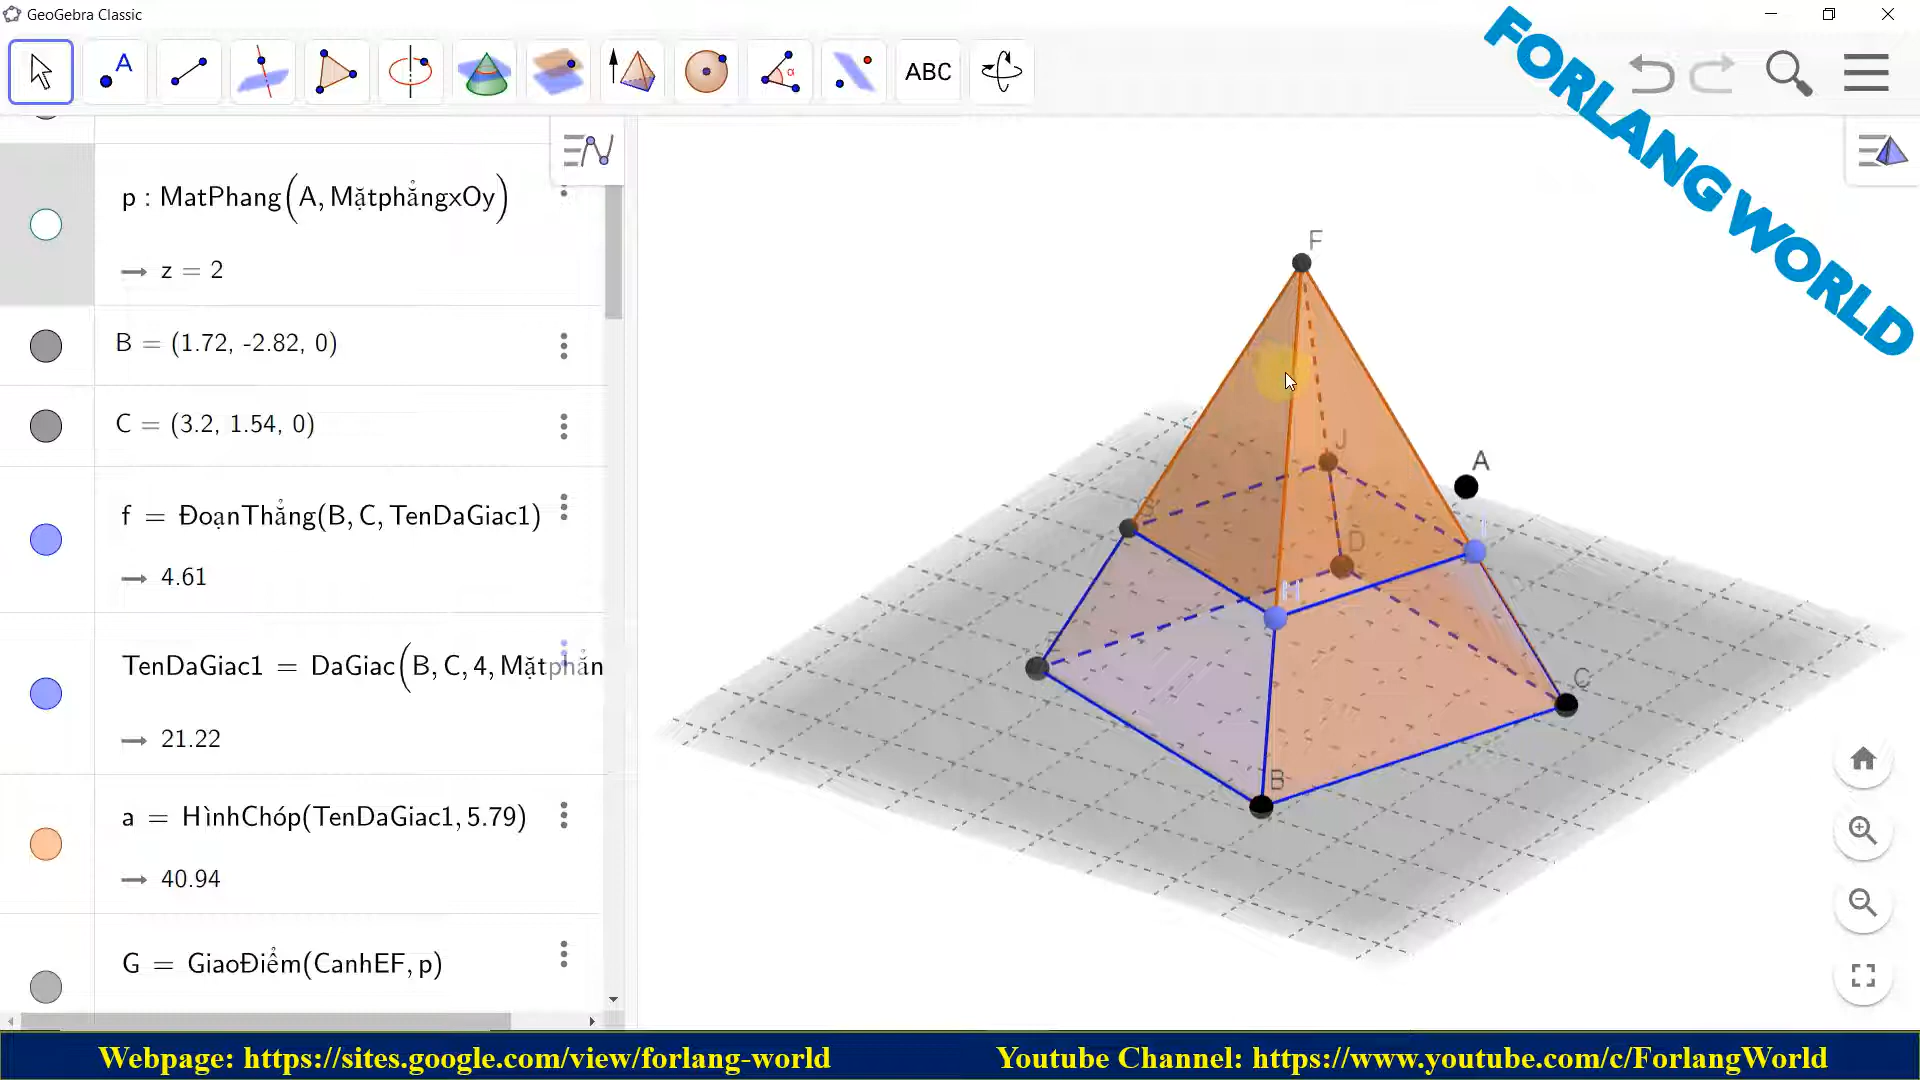 GeoGebra Classic
A
α
ABC
FORLANG WORLD
p : MatPhang(A, MặtphẳngxOy)
→ z = 2
B = (1.72, -2.82, 0)
C = (3.2, 1.54, 0)
f = ĐoạnThẳng(B, C, TenDaGiac1)
→ 4.61
TenDaGiac1 = DaGiac(B, C, 4, Mặtphẳn
→ 21.22
a = HìnhChóp(TenDaGiac1, 5.79)
→ 40.94
G = GiaoĐiểm(CanhEF, p)
F
J
A
G
I
D
H
E
C
B
Webpage: https://sites.google.com/view/forlang-world
Youtube Channel: https://www.youtube.com/c/ForlangWorld